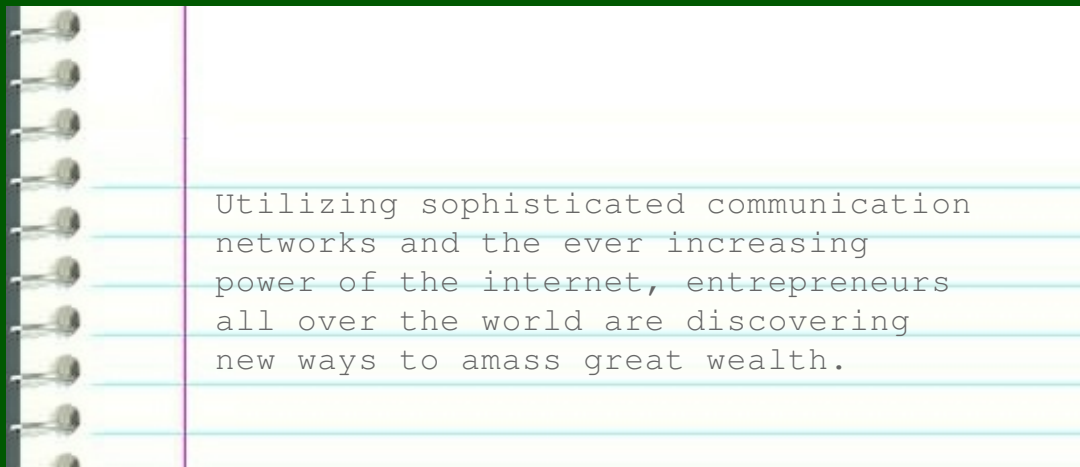 Utilizing sophisticated communication
networks and the ever increasing
power of the internet, entrepreneurs
all over the world are discovering
new ways to amass great wealth.